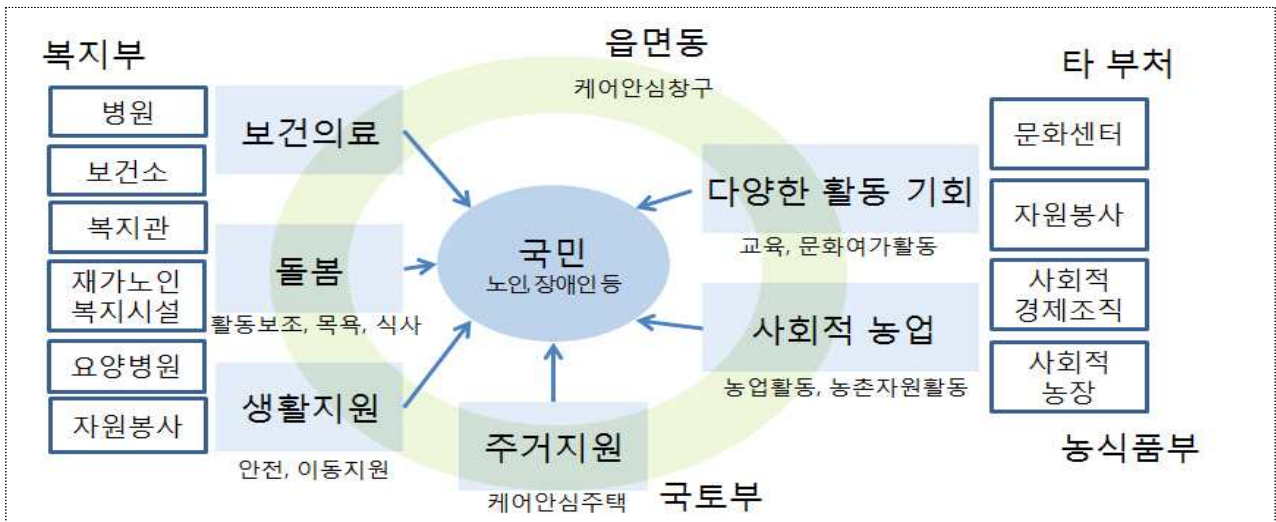 복지부
병원
보건소
복지관
재가노인
복지시설
요양병원
자원봉사
보건의료
돌봄
활동보조, 목욕, 식사
생활지원
안전, 이동지원
읍면동
케어안심창구
국민
노인, 장애인 등
주거지원
케어안심주택
국토부
다양한 활동 기회
교육, 문화여가활동
사회적 농업
농업활동, 농촌자원활동
타 부처
문화센터
자원봉사
사회적
경제조직
사회적
농장
농식품부